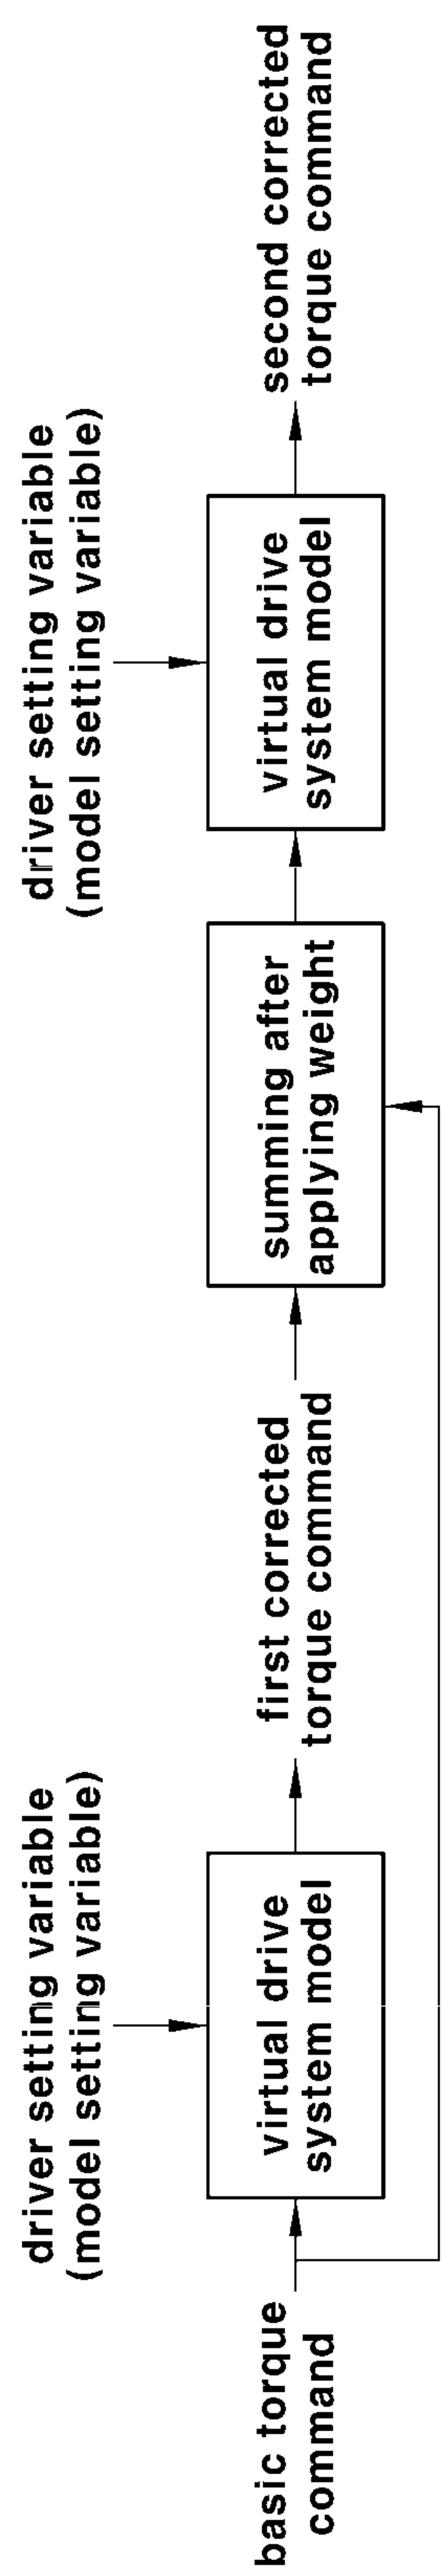 driver setting variable
(model setting variable)
driver setting variable
(model setting variable)
basic torque
command
virtual drive
system model
first corrected
torque command
summing after
applying weight
virtual drive
system model
second corrected
torque command